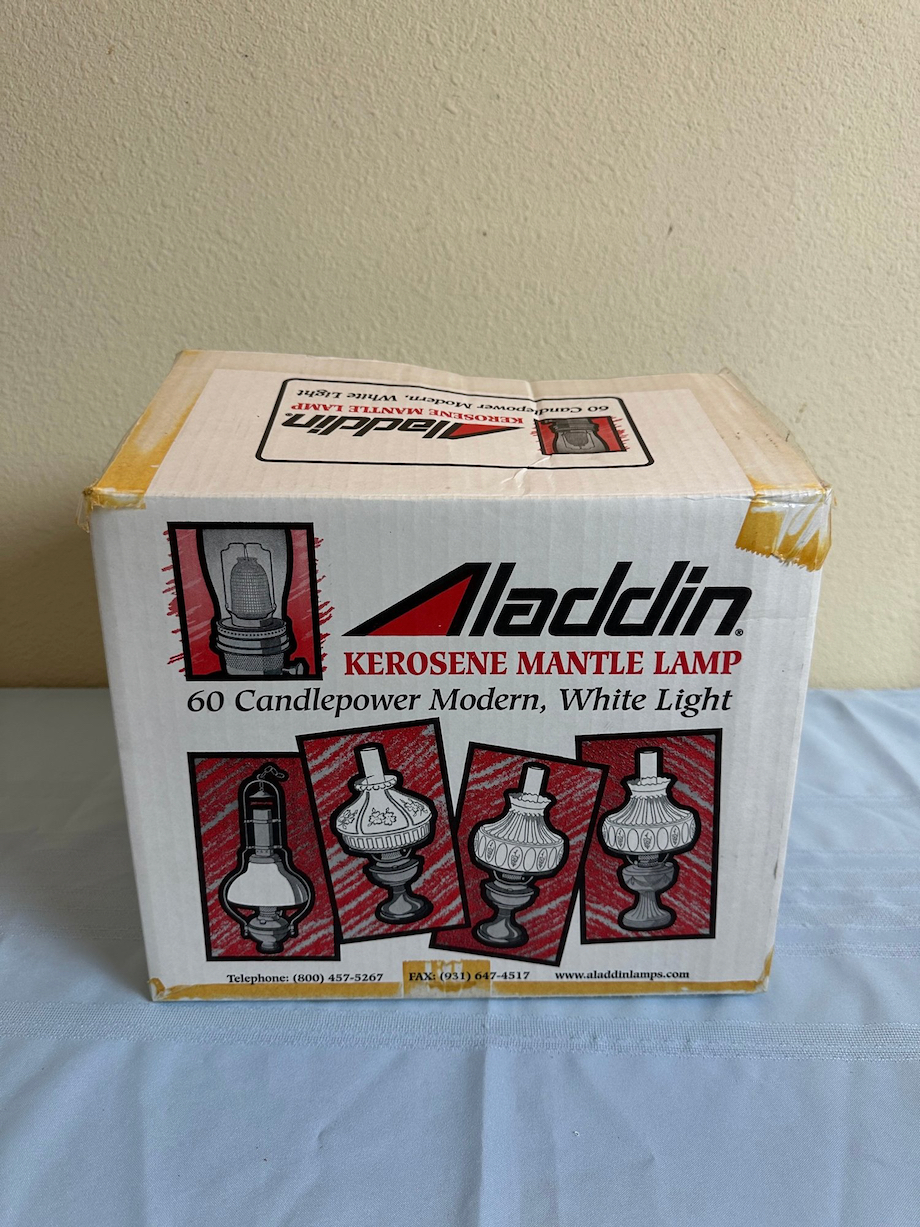 60 Candlepower Modern, White Light
KEROSENE MANTLE LAMP
Aladdin®
Aladdin®
KEROSENE MANTLE LAMP
60 Candlepower Modern, White Light
Telephone: (800) 457-5267 FAX: (931) 647-4517 www.aladdinlamps.com